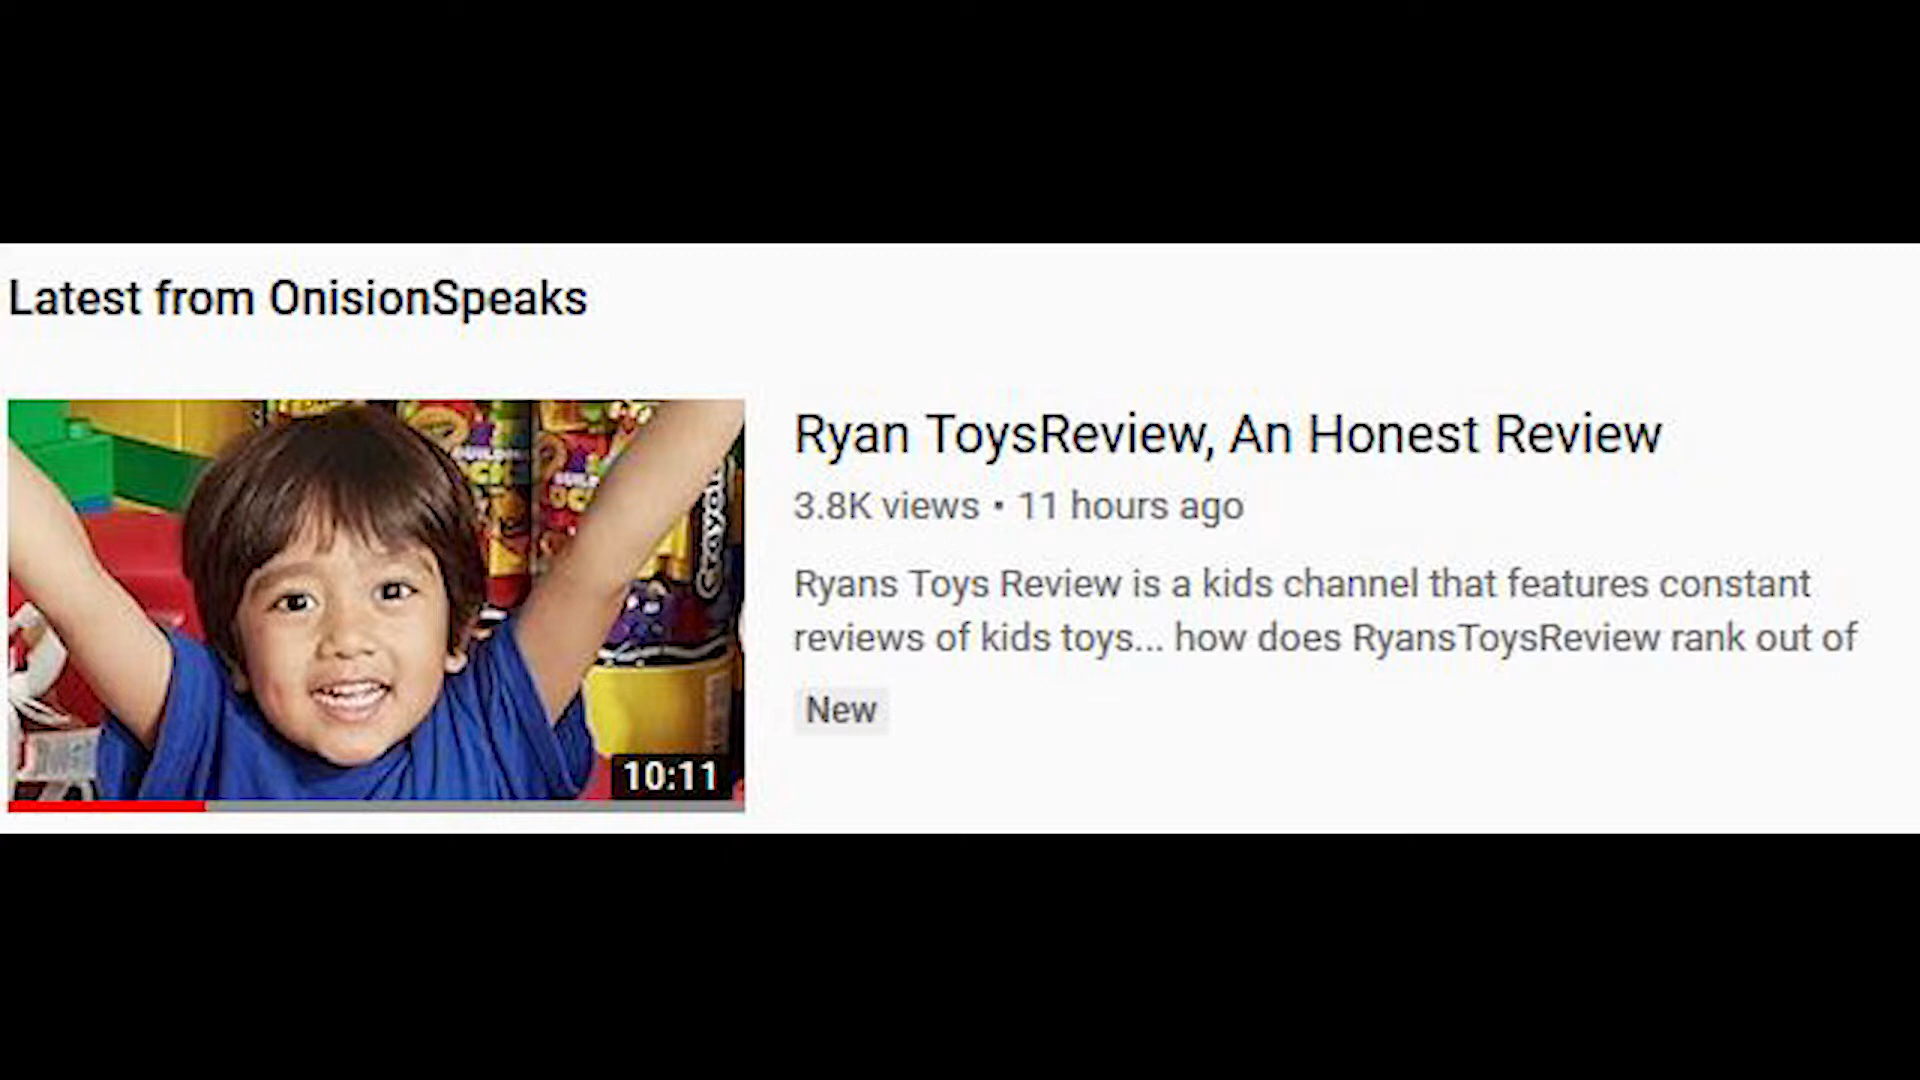 Latest from OnisionSpeaks
Ryan ToysReview, An Honest Review
3.8K views • 11 hours ago
Ryans Toys Review is a kids channel that features constant
reviews of kids toys... how does RyansToysReview rank out of
New
Crayola
10:11